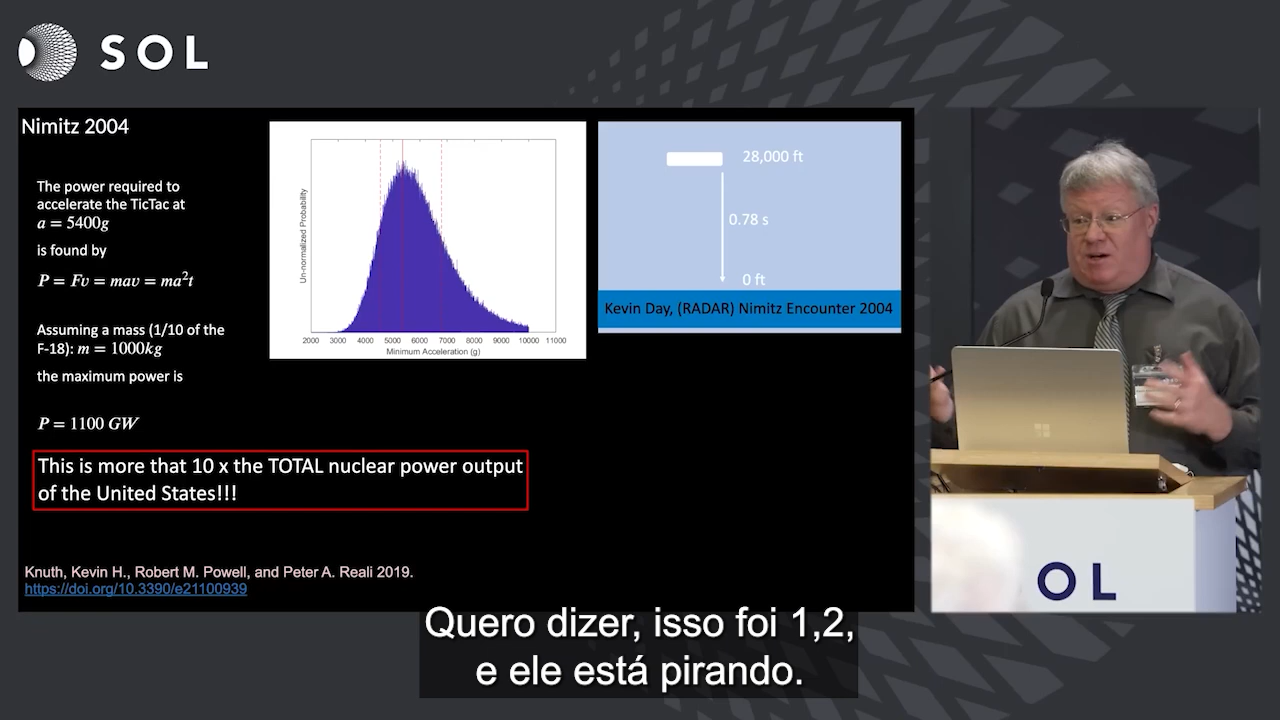 SOL
Nimitz 2004
The power required to
accelerate the TicTac at
a = 5400g
is found by
P = Fv = mav = ma²t
Assuming a mass (1/10 of the
F-18): m = 1000kg
the maximum power is
P = 1100 GW
This is more that 10 x the TOTAL nuclear power output
of the United States!!!
Knuth, Kevin H., Robert M. Powell, and Peter A. Reali 2019.
https://doi.org/10.3390/e21100939
Un-normalized Probability
2000 3000 4000 5000 6000 7000 8000 9000 10000 11000
Minimum Acceleration (g)
28,000 ft
0.78 s
0 ft
Kevin Day, (RADAR) Nimitz Encounter 2004
OL
Quero dizer, isso foi 1,2,
e ele está pirando.